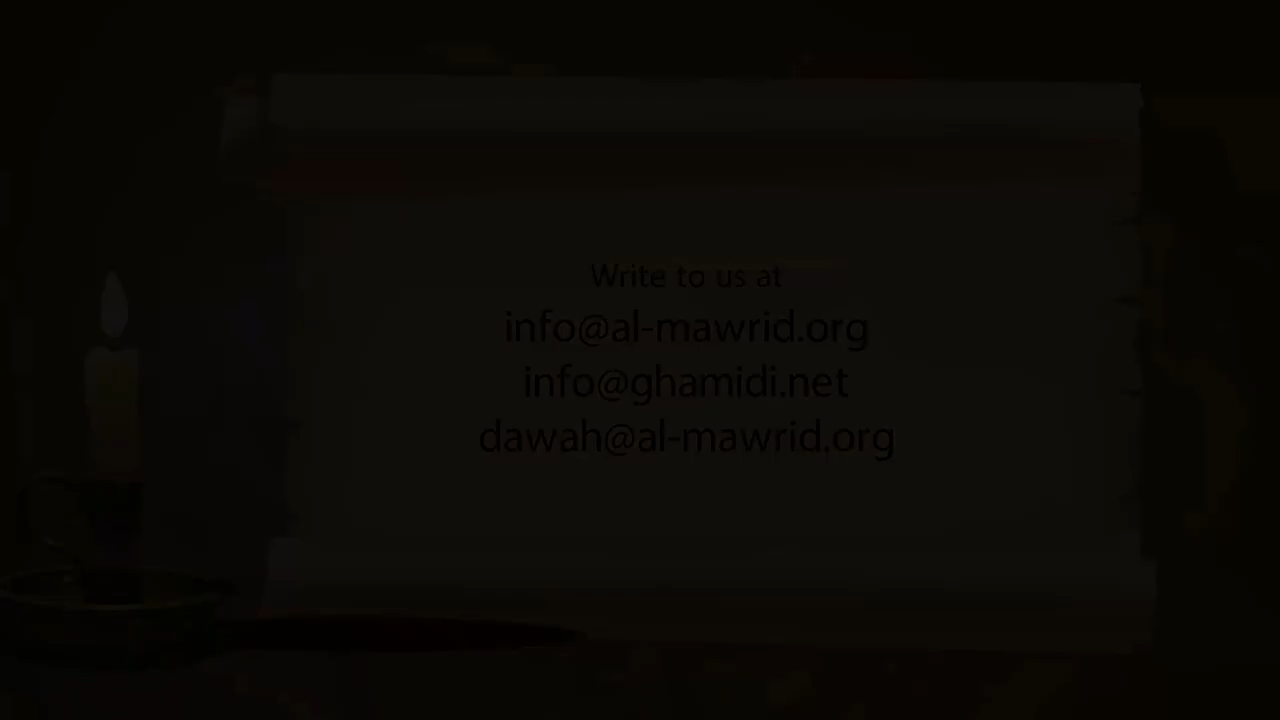 Write to us at
info@al-mawrid.org
info@ghamidi.net
dawah@al-mawrid.org